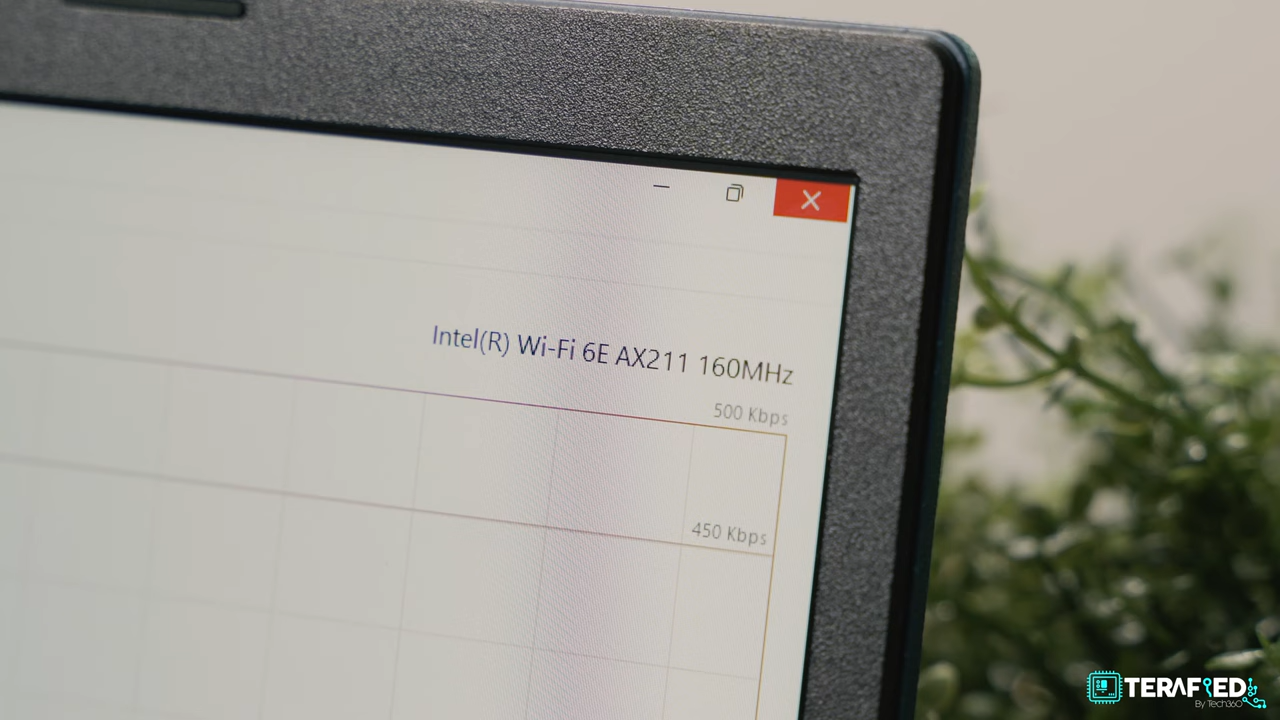 Intel(R) Wi-Fi 6E AX211 160MHz
500 Kbps
450 Kbps
TERAFIED
By Tech360